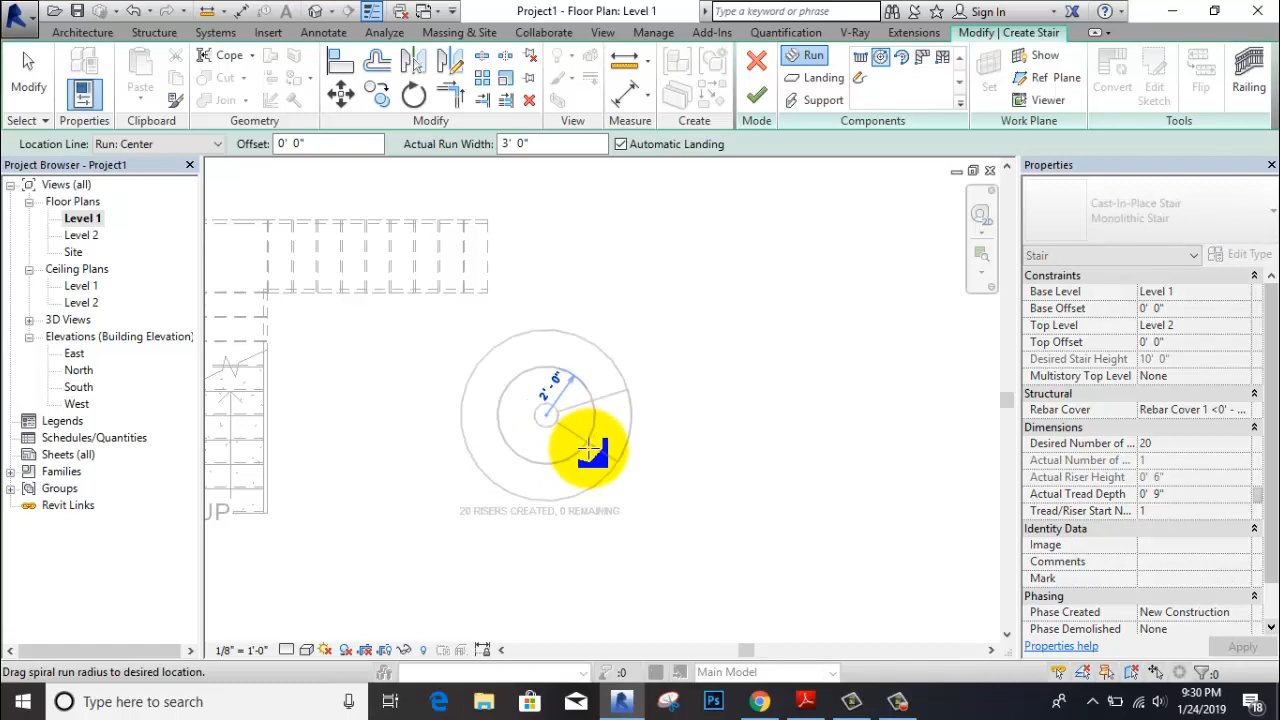 Project1 - Floor Plan: Level 1
Type a keyword or phrase
Sign In
Architecture Structure Systems Insert Annotate Analyze Massing & Site Collaborate View Manage Add-Ins Quantification V-Ray Extensions Modify | Create Stair
Modify
Paste
Cope
Cut
Join
Run
Landing
Support
Set
Show
Ref Plane
Viewer
Convert
Edit Sketch
Flip
Railing
Select Properties Clipboard Geometry Modify View Measure Create Mode Components Work Plane Tools
Location Line: Run: Center Offset: 0' 0" Actual Run Width: 3' 0" Automatic Landing
Project Browser - Project1
Views (all)
Floor Plans
Level 1
Level 2
Site
Ceiling Plans
Level 1
Level 2
3D Views
Elevations (Building Elevation)
East
North
South
West
Legends
Schedules/Quantities
Sheets (all)
Families
Groups
Revit Links
2D
2' - 0"
20 RISERS CREATED, 0 REMAINING
UP
Properties
Cast-In-Place Stair
Monolithic Stair
Stair Edit Type
Constraints
Base Level Level 1
Base Offset 0' 0"
Top Level Level 2
Top Offset 0' 0"
Desired Stair Height 10' 0"
Multistory Top Level None
Structural
Rebar Cover Rebar Cover 1 <0' - ...
Dimensions
Desired Number of ... 20
Actual Number of ... 1
Actual Riser Height 0' 6"
Actual Tread Depth 0' 9"
Tread/Riser Start N... 1
Identity Data
Image
Comments
Mark
Phasing
Phase Created New Construction
Phase Demolished None
Properties help Apply
1/8" = 1'-0"
Drag spiral run radius to desired location.
:0
Main Model
:0
Type here to search
9:30 PM
1/24/2019
18